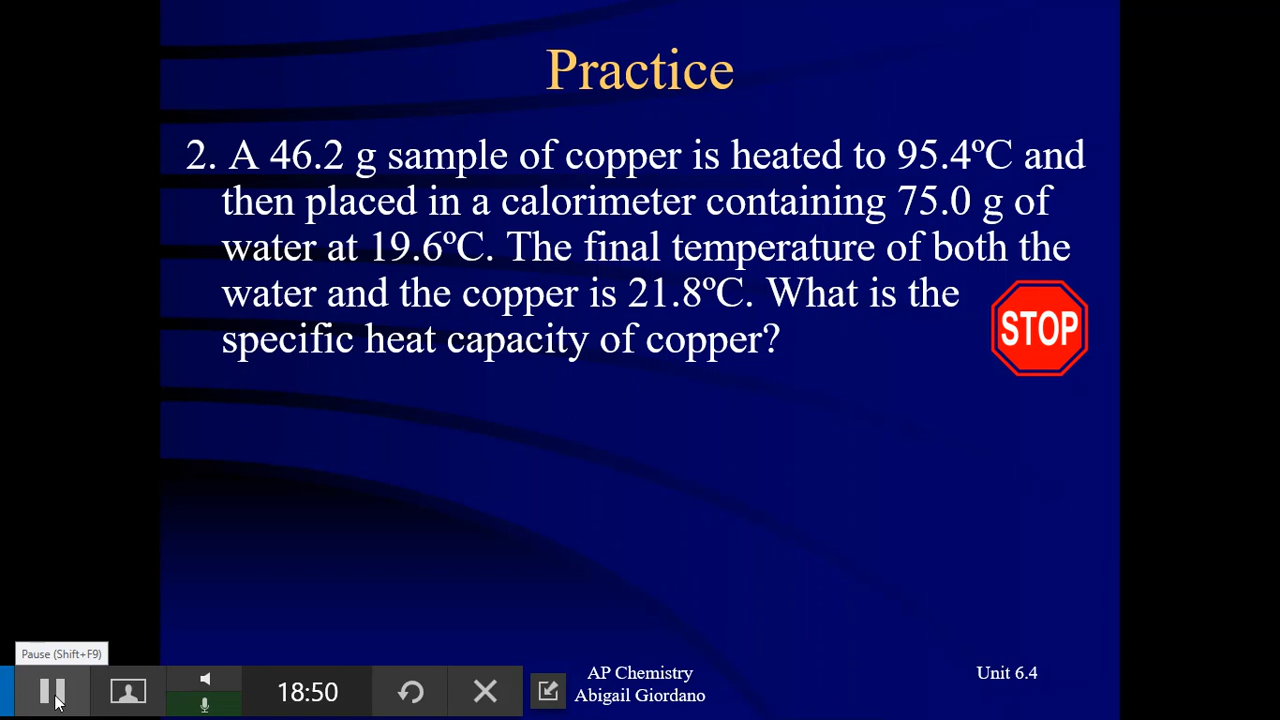 Practice
2. A 46.2 g sample of copper is heated to 95.4ºC and
then placed in a calorimeter containing 75.0 g of
water at 19.6ºC. The final temperature of both the
water and the copper is 21.8ºC. What is the
specific heat capacity of copper?
STOP
Pause (Shift+F9)
18:50
AP Chemistry
Abigail Giordano
Unit 6.4